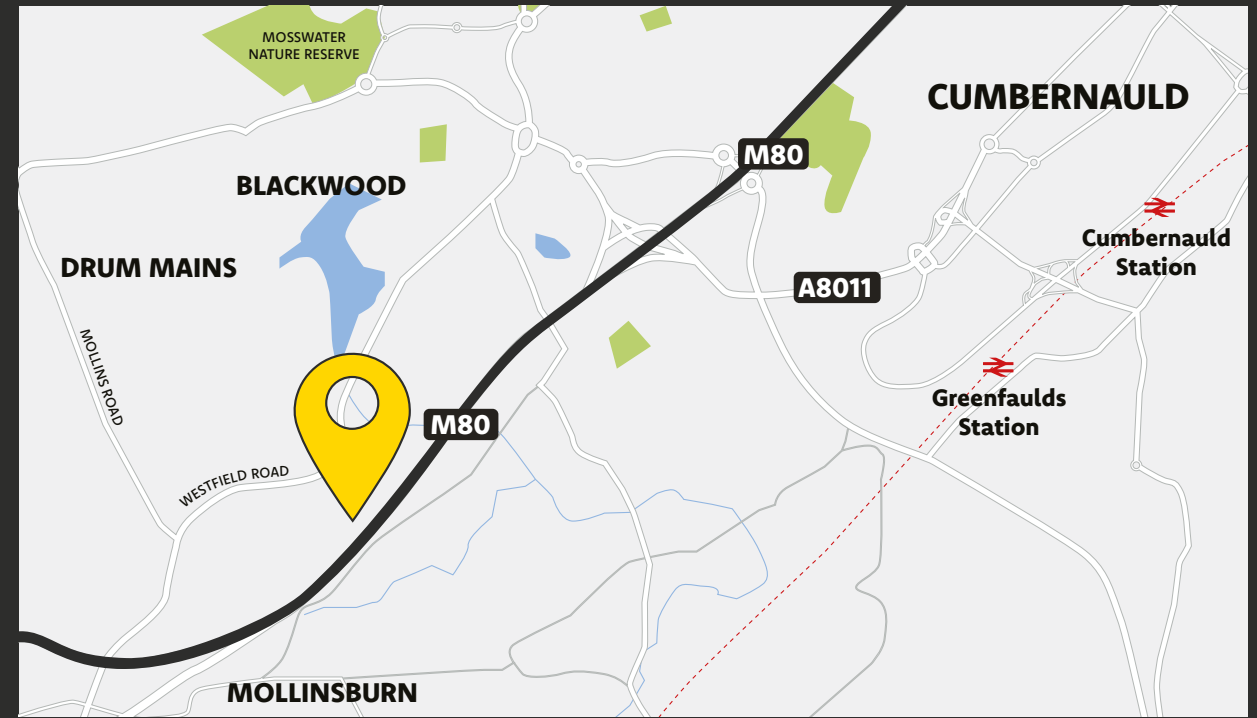 MOSSWATER
NATURE RESERVE
CUMBERNAULD
M80
BLACKWOOD
Cumbernauld
Station
DRUM MAINS
A8011
MOLLINS ROAD
Greenfaulds
Station
M80
WESTFIELD ROAD
MOLLINSBURN